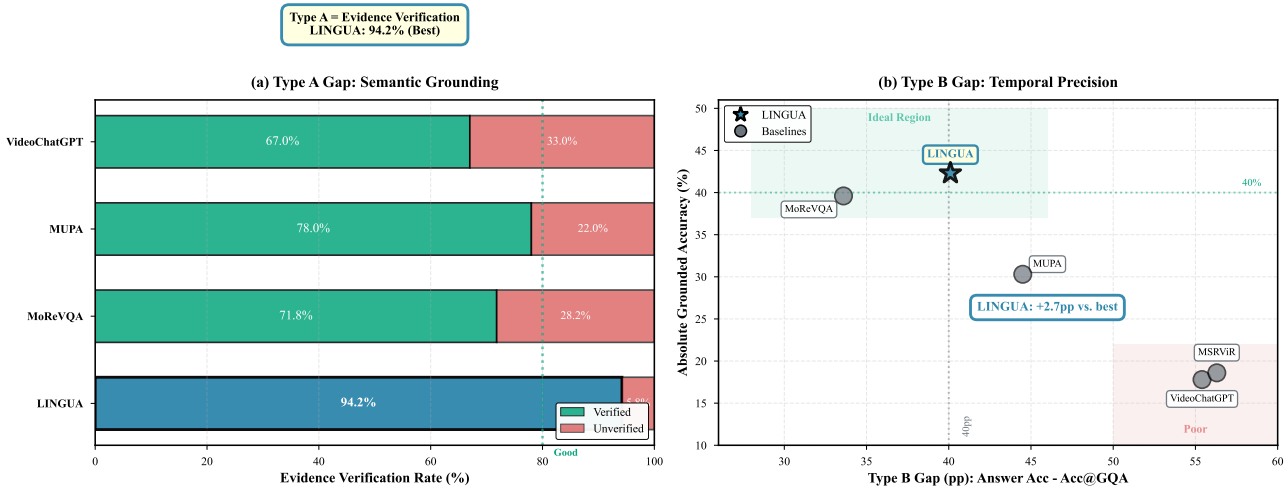 Type A = Evidence Verification
LINGUA: 94.2% (Best)
(a) Type A Gap: Semantic Grounding
VideoChatGPT
67.0%
33.0%
MUPA
78.0%
22.0%
MoReVQA
71.8%
28.2%
LINGUA
94.2%
5.8%
Verified
Unverified
0
20
40
60
80
100
Good
Evidence Verification Rate (%)
(b) Type B Gap: Temporal Precision
LINGUA
Baselines
Ideal Region
LINGUA
40%
MoReVQA
MUPA
LINGUA: +2.7pp vs. best
MSRViR
VideoChatGPT
Poor
40pp
50
45
40
35
30
25
20
15
10
30
35
40
45
50
55
60
Absolute Grounded Accuracy (%)
Type B Gap (pp): Answer Acc - Acc@GQA